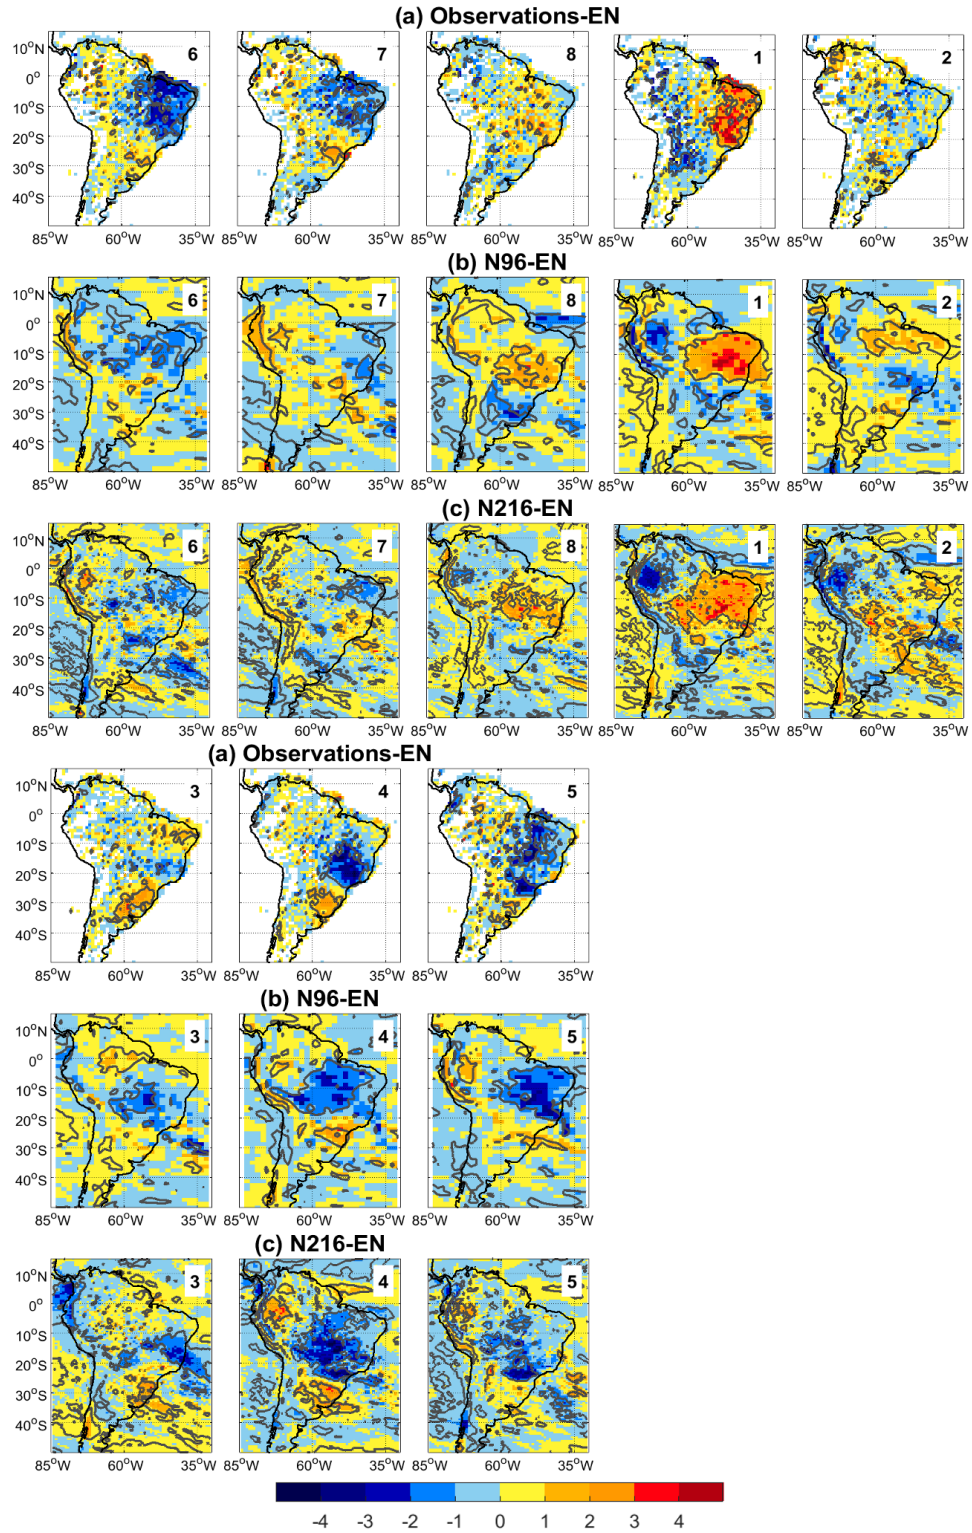 (a) Observations-EN
6 7 8 1 2
10°N
0°
10°S
20°S
30°S
40°S
85°W 60°W 35°W 85°W 60°W 35°W 85°W 60°W 35°W 85°W 60°W 35°W 85°W 60°W 35°W
(b) N96-EN
6 7 8 1 2
10°N
0°
10°S
20°S
30°S
40°S
85°W 60°W 35°W 85°W 60°W 35°W 85°W 60°W 35°W 85°W 60°W 35°W 85°W 60°W 35°W
(c) N216-EN
6 7 8 1 2
10°N
0°
10°S
20°S
30°S
40°S
85°W 60°W 35°W 85°W 60°W 35°W 85°W 60°W 35°W 85°W 60°W 35°W 85°W 60°W 35°W
(a) Observations-EN
3 4 5
10°N
0°
10°S
20°S
30°S
40°S
85°W 60°W 35°W 85°W 60°W 35°W 85°W 60°W 35°W
(b) N96-EN
3 4 5
10°N
0°
10°S
20°S
30°S
40°S
85°W 60°W 35°W 85°W 60°W 35°W 85°W 60°W 35°W
(c) N216-EN
3 4 5
10°N
0°
10°S
20°S
30°S
40°S
85°W 60°W 35°W 85°W 60°W 35°W 85°W 60°W 35°W
-4 -3 -2 -1 0 1 2 3 4